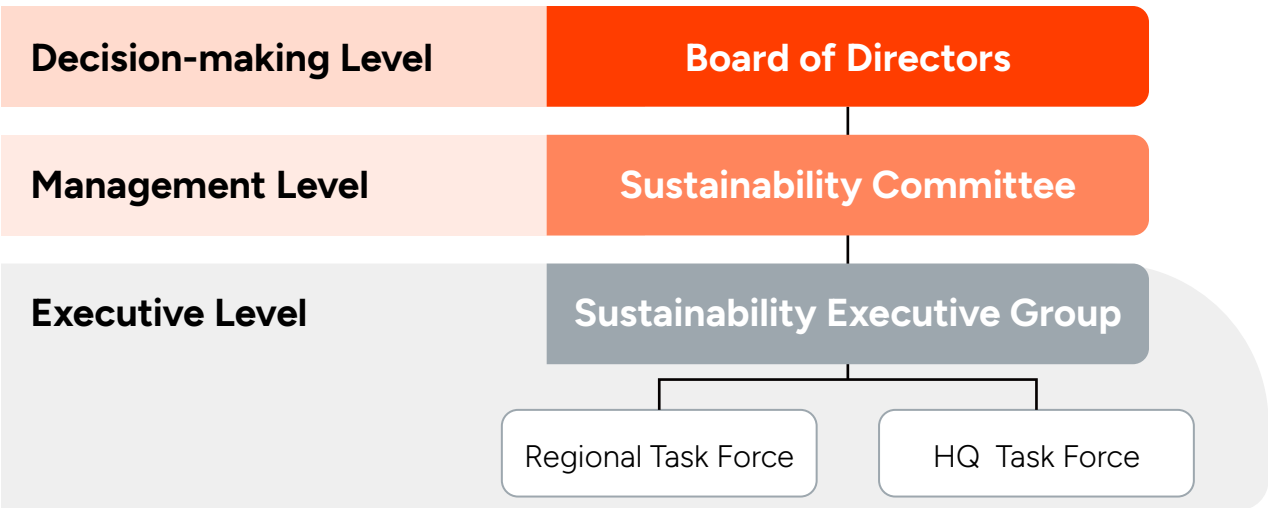 Decision-making Level
Board of Directors
Management Level
Sustainability Committee
Executive Level
Sustainability Executive Group
Regional Task Force
HQ Task Force